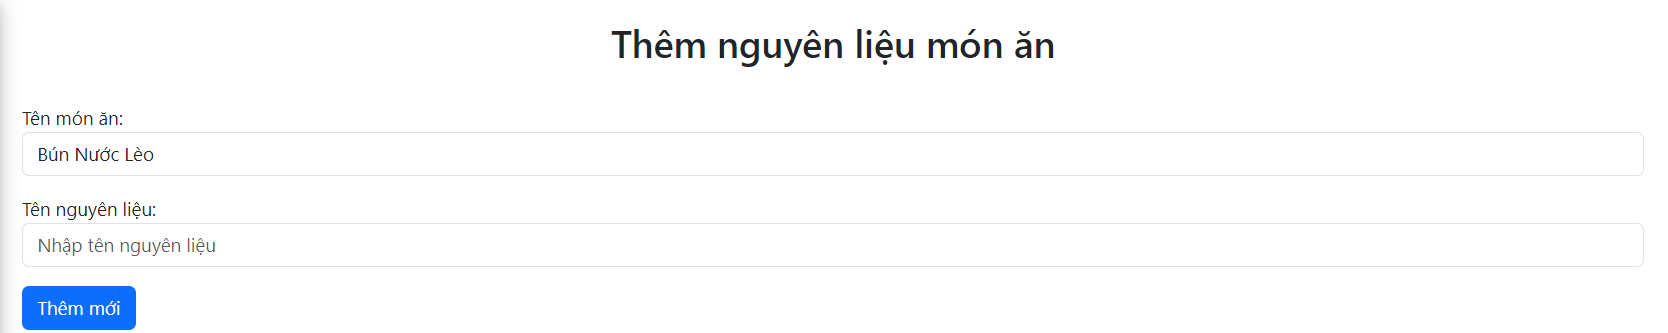 Thêm nguyên liệu món ăn
Tên món ăn:
Bún Nước Lèo
Tên nguyên liệu:
Nhập tên nguyên liệu
Thêm mới